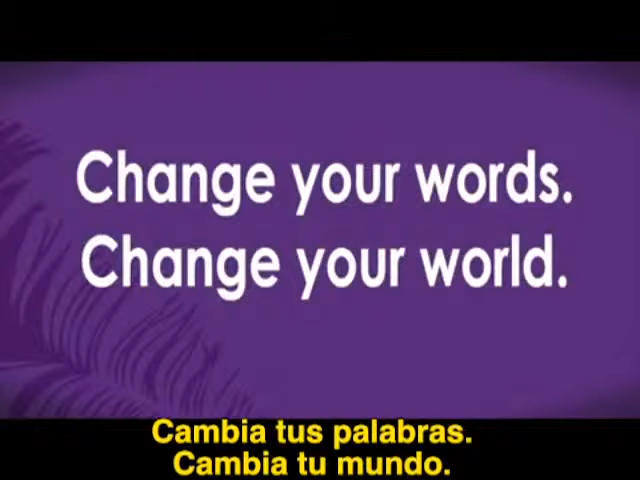 Change your words.
Change your world.
Cambia tus palabras.
Cambia tu mundo.